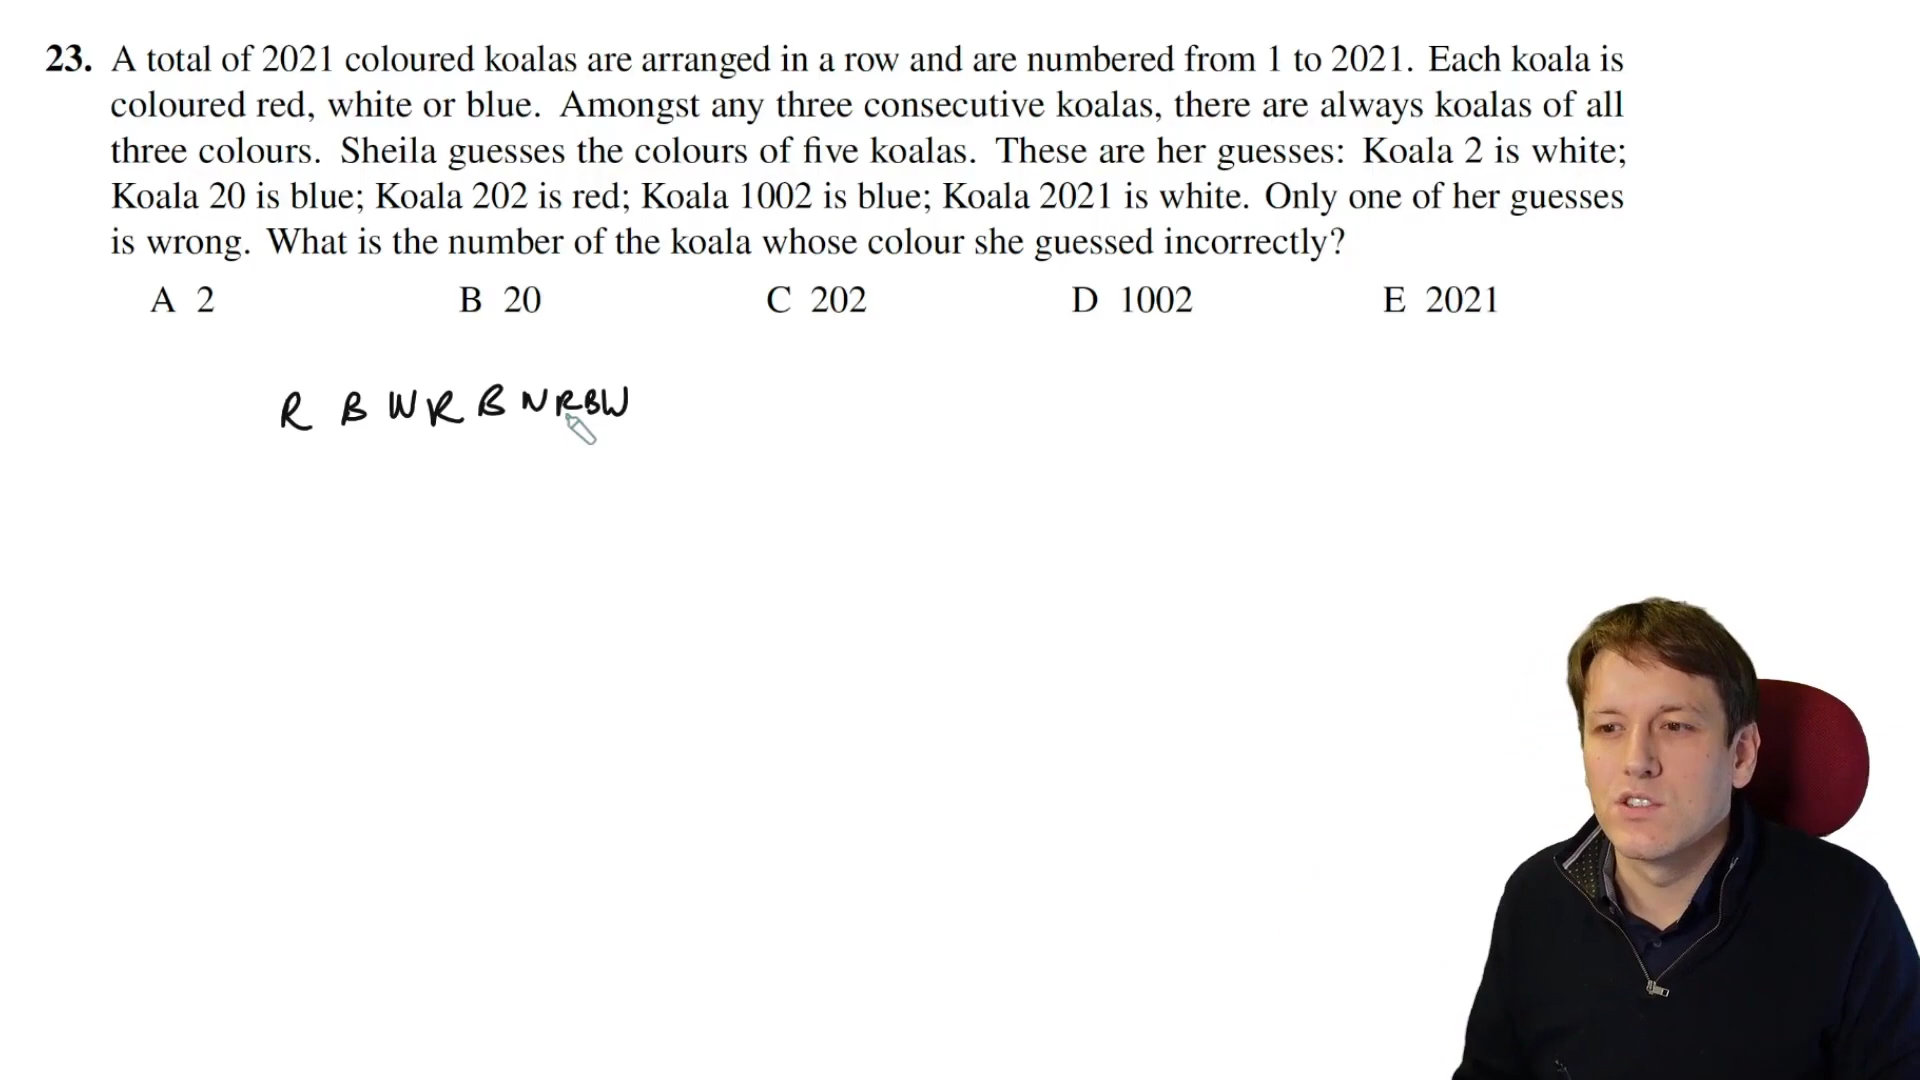 23. A total of 2021 coloured koalas are arranged in a row and are numbered from 1 to 2021. Each koala is
coloured red, white or blue. Amongst any three consecutive koalas, there are always koalas of all
three colours. Sheila guesses the colours of five koalas. These are her guesses: Koala 2 is white;
Koala 20 is blue; Koala 202 is red; Koala 1002 is blue; Koala 2021 is white. Only one of her guesses
is wrong. What is the number of the koala whose colour she guessed incorrectly?
A 2 B 20 C 202 D 1002 E 2021
R B W R B W R B W